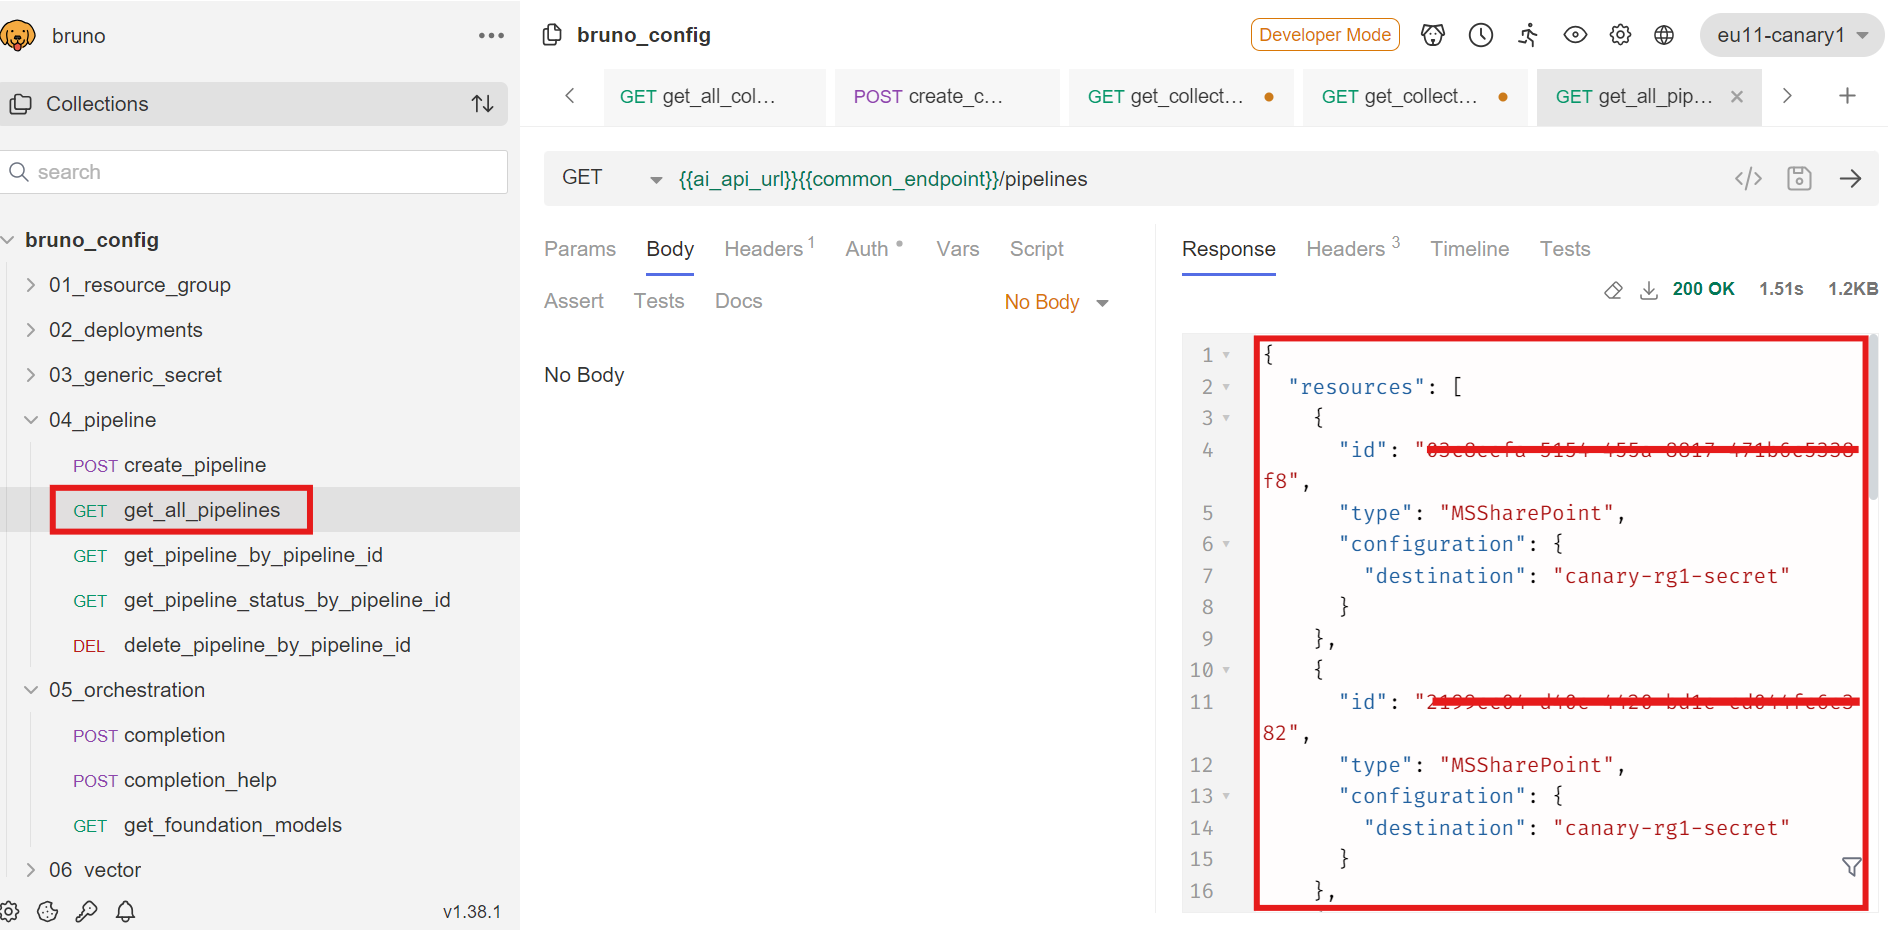 bruno
Collections
search
bruno_config
01_resource_group
02_deployments
03_generic_secret
04_pipeline
POST create_pipeline
GET get_all_pipelines
GET get_pipeline_by_pipeline_id
GET get_pipeline_status_by_pipeline_id
DEL delete_pipeline_by_pipeline_id
05_orchestration
POST completion
POST completion_help
GET get_foundation_models
06_vector
v1.38.1
bruno_config
Developer Mode
eu11-canary1
GET get_all_col...
POST create_c...
GET get_collect...
GET get_collect...
GET get_all_pip...
GET
{{ai_api_url}}{{common_endpoint}}/pipelines
Params Body Headers 1 Auth Vars Script
Assert Tests Docs No Body
No Body
Response Headers 3 Timeline Tests
200 OK 1.51s 1.2KB
1 {
2 "resources": [
3 {
4 "id": "
f8",
5 "type": "MSSharePoint",
6 "configuration": {
7 "destination": "canary-rg1-secret"
8 }
9 },
10 {
11 "id": "
82",
12 "type": "MSSharePoint",
13 "configuration": {
14 "destination": "canary-rg1-secret"
15 }
16 },